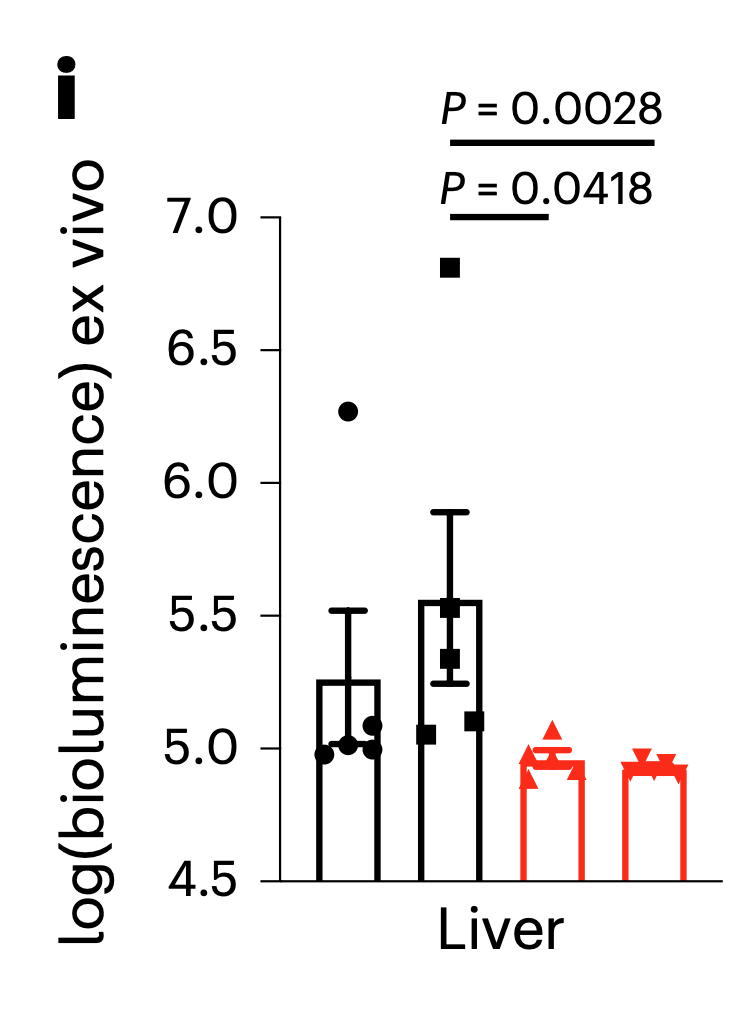 i
P = 0.0028
P = 0.0418
log(bioluminescence) ex vivo
7.0
6.5
6.0
5.5
5.0
4.5
Liver